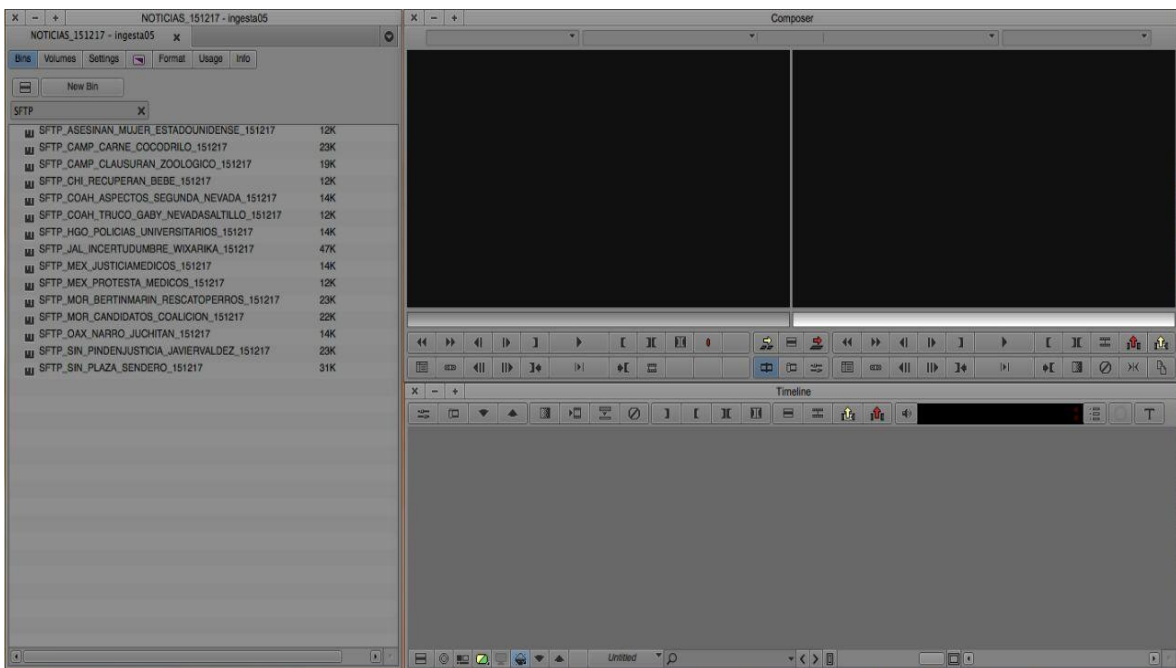 NOTICIAS_151217 - ingesta05
NOTICIAS_151217 - ingesta05
Bins Volumes Settings Format Usage Info
New Bin
SFTP
SFTP_ASESINAN_MUJER_ESTADOUNIDENSE_151217 12K
SFTP_CAMP_CARNE_COCODRILO_151217 23K
SFTP_CAMP_CLAUSURAN_ZOOLOGICO_151217 19K
SFTP_CHI_RECUPERAN_BEBE_151217 12K
SFTP_COAH_ASPECTOS_SEGUNDA_NEVADA_151217 14K
SFTP_COAH_TRUCO_GABY_NEVADASALTILLO_151217 12K
SFTP_HGO_POLICIAS_UNIVERSITARIOS_151217 14K
SFTP_JAL_INCERTUDUMBRE_WIXARIKA_151217 47K
SFTP_MEX_JUSTICIAMEDICOS_151217 14K
SFTP_MEX_PROTESTA_MEDICOS_151217 12K
SFTP_MOR_BERTINMARIN_RESCATOPERROS_151217 23K
SFTP_MOR_CANDIDATOS_COALICION_151217 22K
SFTP_OAX_NARRO_JUCHITAN_151217 14K
SFTP_SIN_PINDENJUSTICIA_JAVIERVALDEZ_151217 23K
SFTP_SIN_PLAZA_SENDERO_151217 31K
Composer
Timeline
Untitled